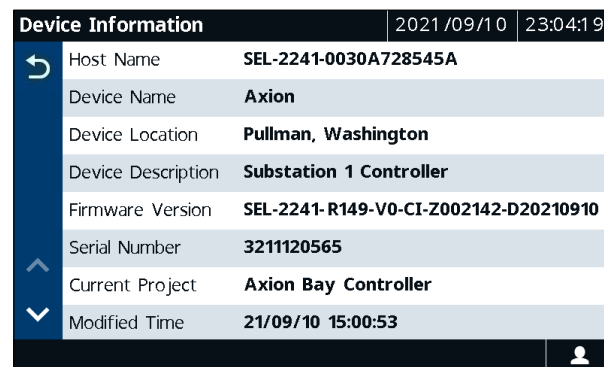 Device Information 2021/09/10 23:04:19
Host Name SEL-2241-0030A728545A
Device Name Axion
Device Location Pullman, Washington
Device Description Substation 1 Controller
Firmware Version SEL-2241-R149-V0-CI-Z002142-D20210910
Serial Number 3211120565
Current Project Axion Bay Controller
Modified Time 21/09/10 15:00:53